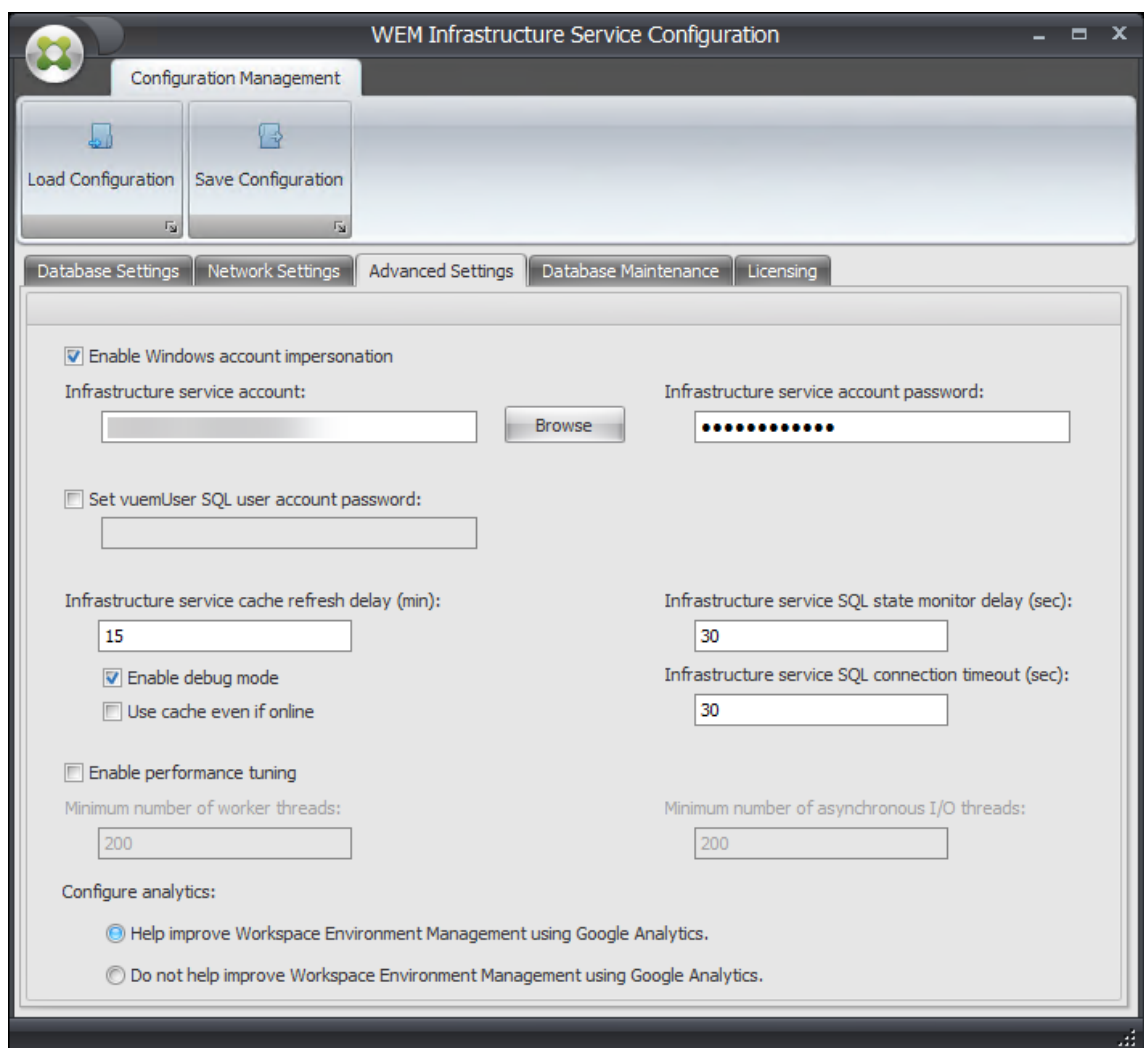 WEM Infrastructure Service Configuration
Configuration Management
Load Configuration
Save Configuration
Database Settings
Network Settings
Advanced Settings
Database Maintenance
Licensing
Enable Windows account impersonation
Infrastructure service account:
Infrastructure service account password:
Browse
••••••••••••
Set vuemUser SQL user account password:
Infrastructure service cache refresh delay (min):
Infrastructure service SQL state monitor delay (sec):
15
30
Enable debug mode
Infrastructure service SQL connection timeout (sec):
Use cache even if online
30
Enable performance tuning
Minimum number of worker threads:
Minimum number of asynchronous I/O threads:
200
200
Configure analytics:
Help improve Workspace Environment Management using Google Analytics.
Do not help improve Workspace Environment Management using Google Analytics.